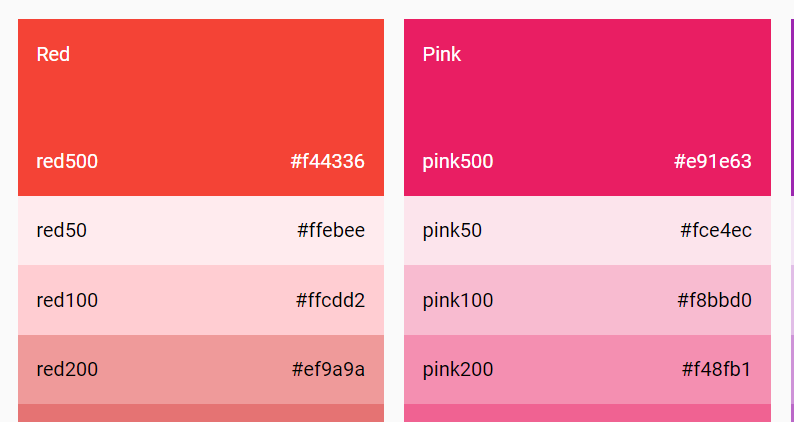 Red
red500 #f44336
red50 #ffebee
red100 #ffcdd2
red200 #ef9a9a
Pink
pink500 #e91e63
pink50 #fce4ec
pink100 #f8bbd0
pink200 #f48fb1